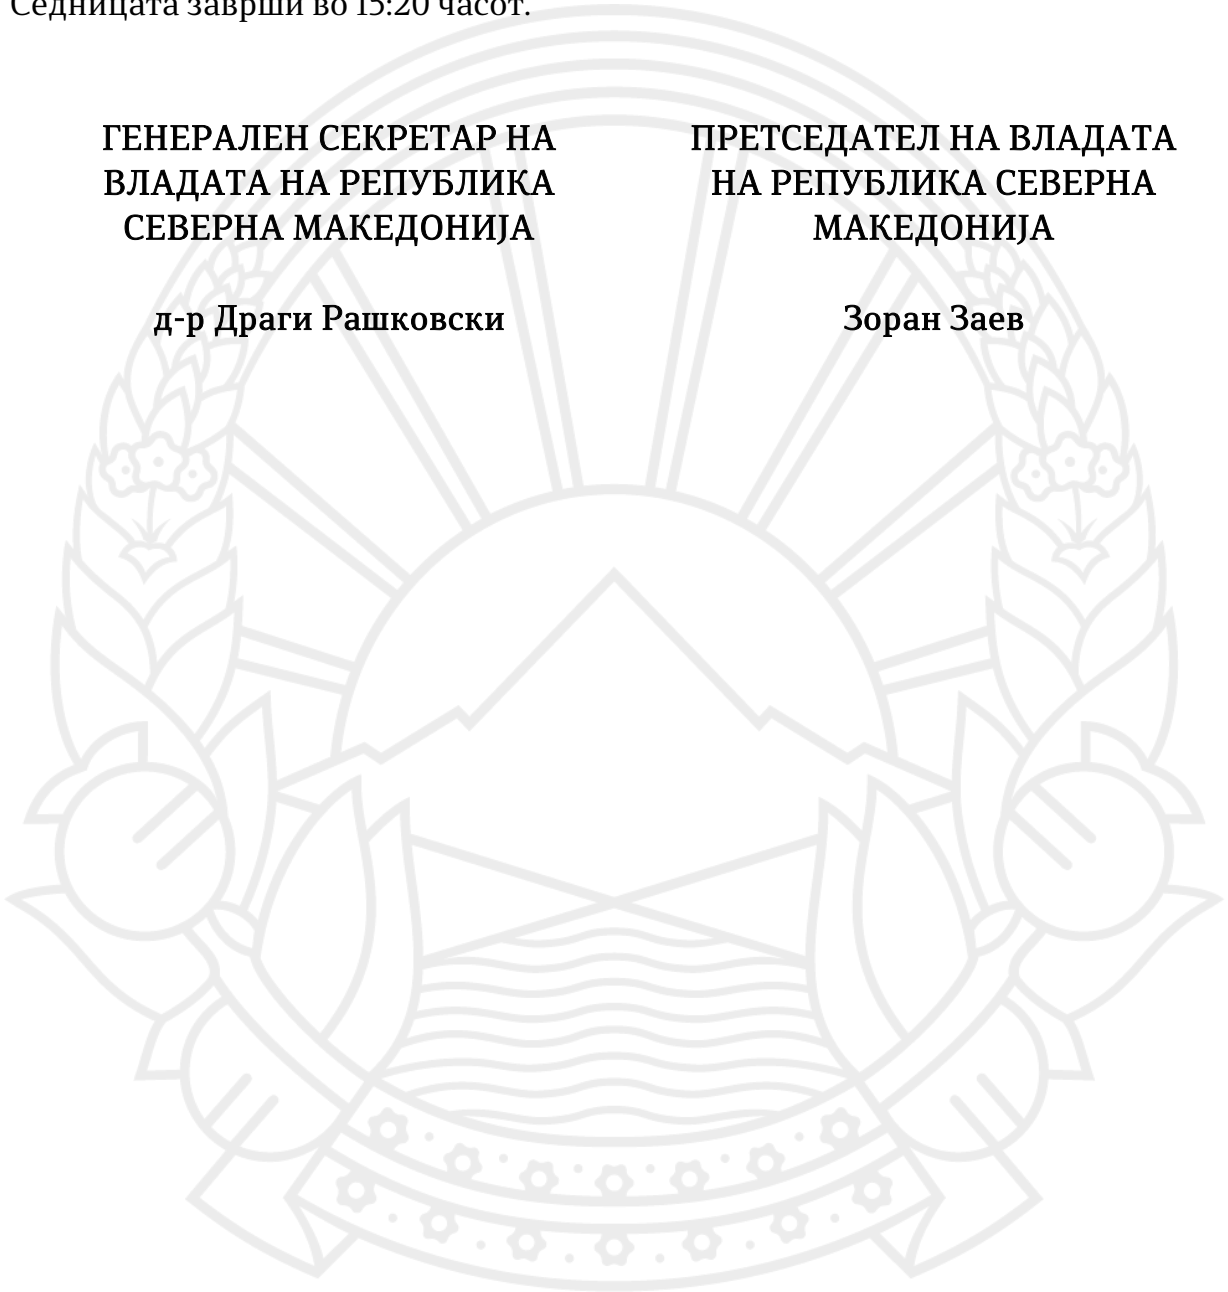 Седницата заврши во 15:20 часот.
ГЕНЕРАЛЕН СЕКРЕТАР НА
ВЛАДАТА НА РЕПУБЛИКА
СЕВЕРНА МАКЕДОНИЈА
д-р Драги Рашковски
ПРЕТСЕДАТЕЛ НА ВЛАДАТА
НА РЕПУБЛИКА СЕВЕРНА
МАКЕДОНИЈА
Зоран Заев